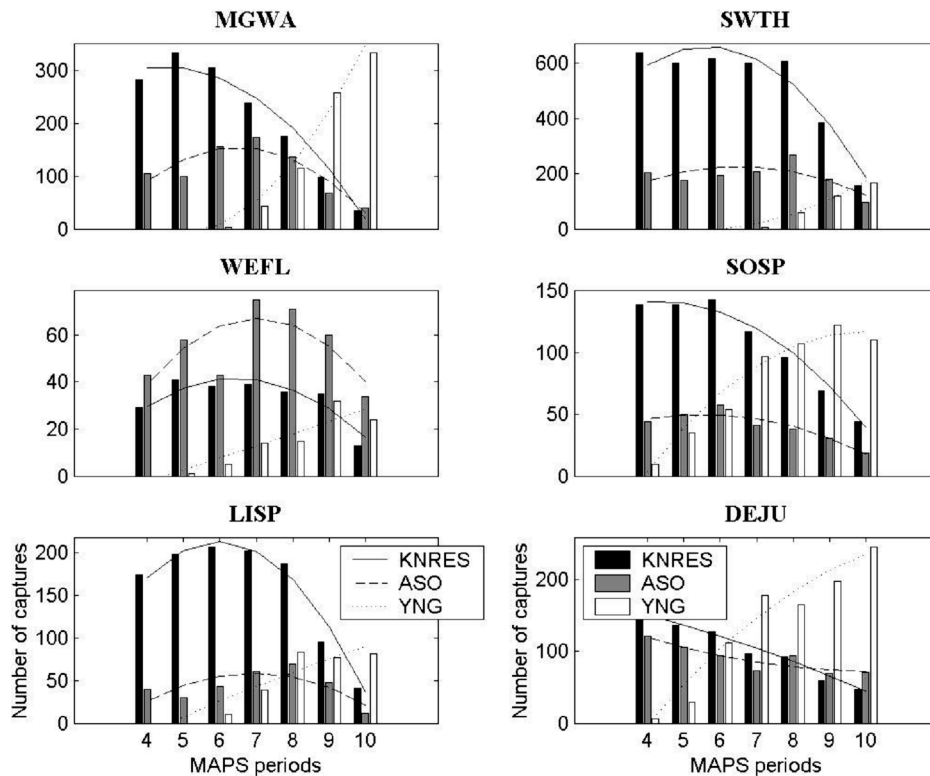 MGWA
300
200
100
0
SWTH
600
400
200
0
WEFL
60
40
20
0
SOSP
150
100
50
0
LISP
Number of captures
200
150
100
50
0
KNRES
ASO
YNG
4 5 6 7 8 9 10
MAPS periods
DEJU
Number of captures
200
100
0
KNRES
ASO
YNG
4 5 6 7 8 9 10
MAPS periods